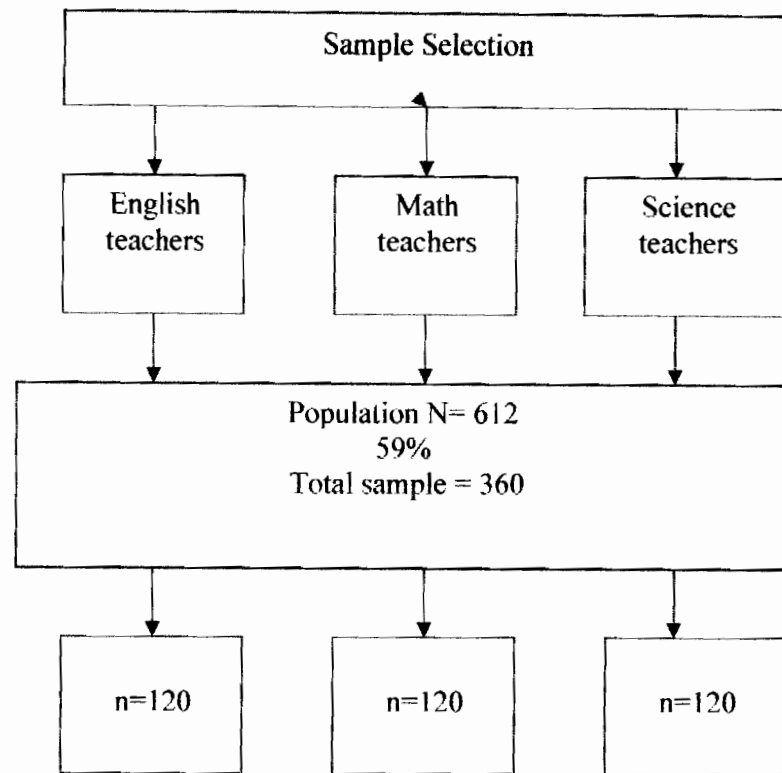 Sample Selection
English
teachers
Math
teachers
Science
teachers
Population N= 612
59%
Total sample = 360
n=120
n=120
n=120